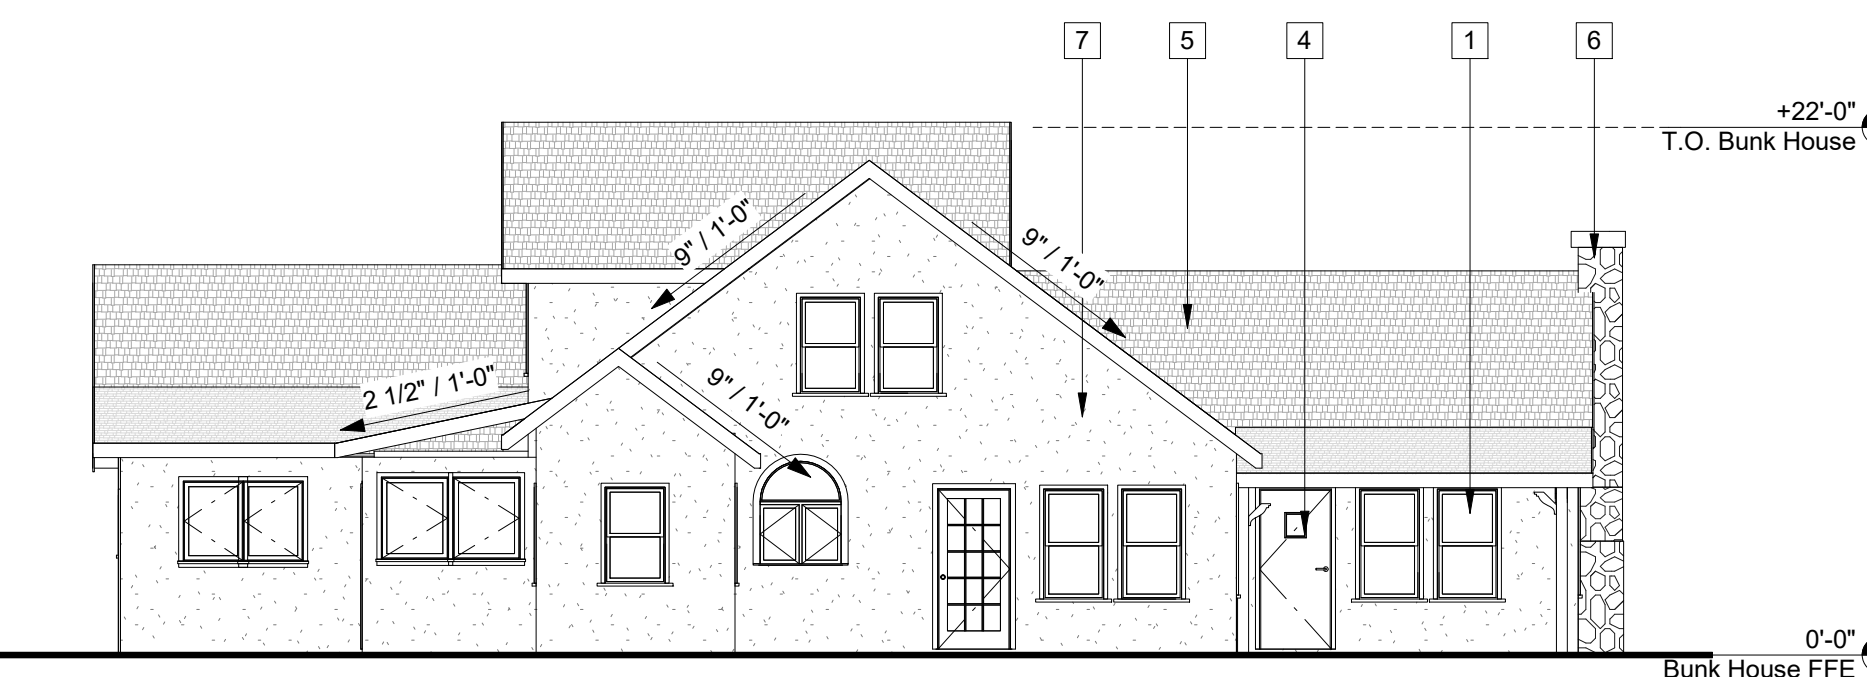 7
5
4
1
6
+22'-0"
T.O. Bunk House
9" / 1'-0"
9" / 1'-0"
2 1/2" / 1'-0"
9" / 1'-0"
0'-0"
Bunk House FFE